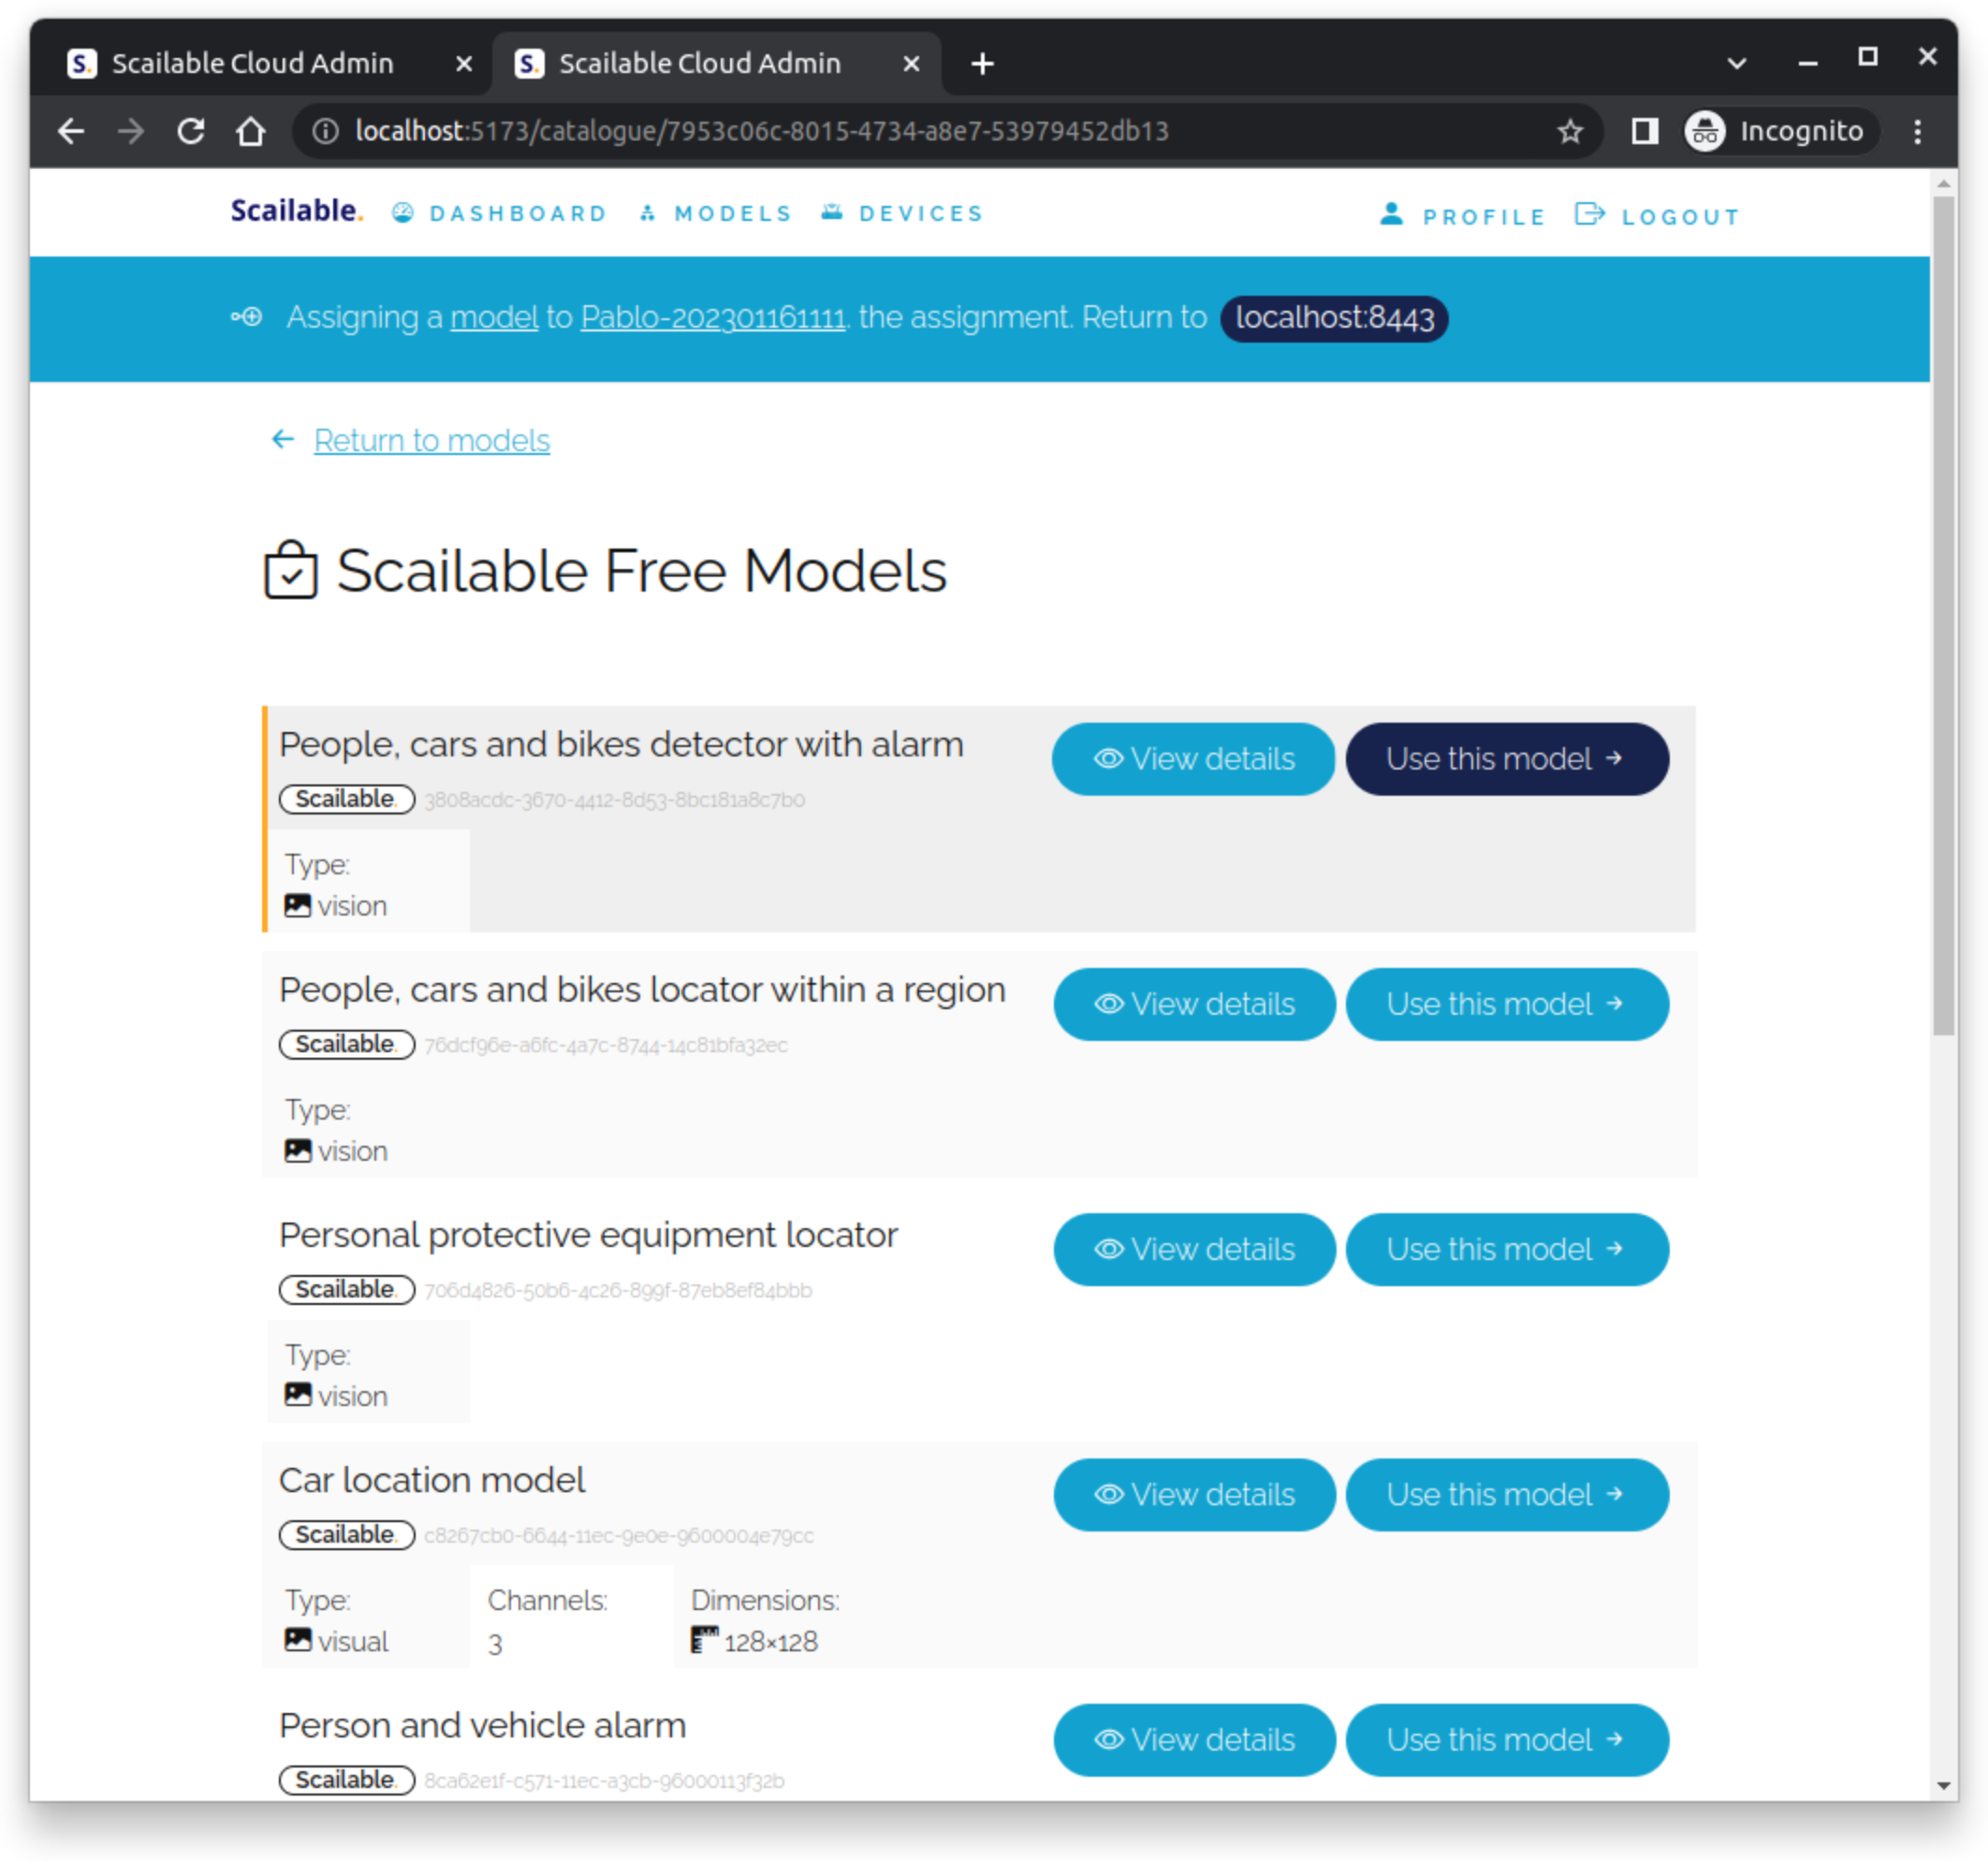 Scailable Cloud Admin
Scailable Cloud Admin
localhost:5173/catalogue/7953c06c-8015-4734-a8e7-53979452db13
Incognito
Scailable. DASHBOARD MODELS DEVICES PROFILE LOGOUT
Assigning a model to Pablo-202301161111. the assignment. Return to localhost:8443
Return to models
Scailable Free Models
People, cars and bikes detector with alarm
View details
Use this model →
Scailable. 3808acdc-3670-4412-8d53-8bc181a8c7b0
Type:
vision
People, cars and bikes locator within a region
View details
Use this model →
Scailable. 76dcf96e-a6fc-4a7c-8744-14c81bfa32ec
Type:
vision
Personal protective equipment locator
View details
Use this model →
Scailable. 706d4826-50b6-4c26-899f-87eb8ef84bbb
Type:
vision
Car location model
View details
Use this model →
Scailable. c8267cb0-6644-11ec-9e0e-9600004e79cc
Type: Channels: Dimensions:
visual 3 128×128
Person and vehicle alarm
View details
Use this model →
Scailable. 8ca62e1f-c571-11ec-a3cb-96000113f32b